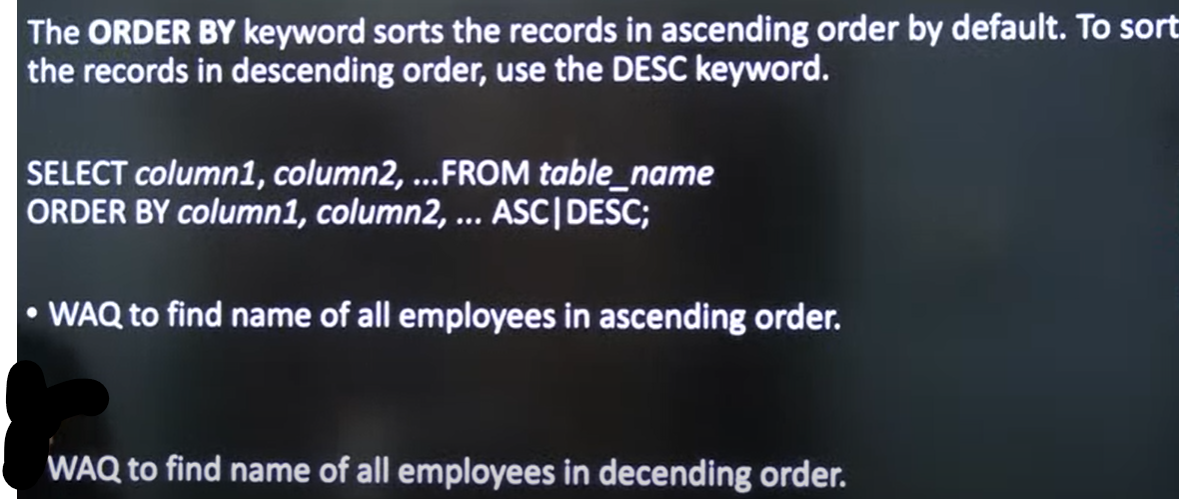 The ORDER BY keyword sorts the records in ascending order by default. To sort
the records in descending order, use the DESC keyword.
SELECT column1, column2, ...FROM table_name
ORDER BY column1, column2, ... ASC|DESC;
• WAQ to find name of all employees in ascending order.
WAQ to find name of all employees in decending order.